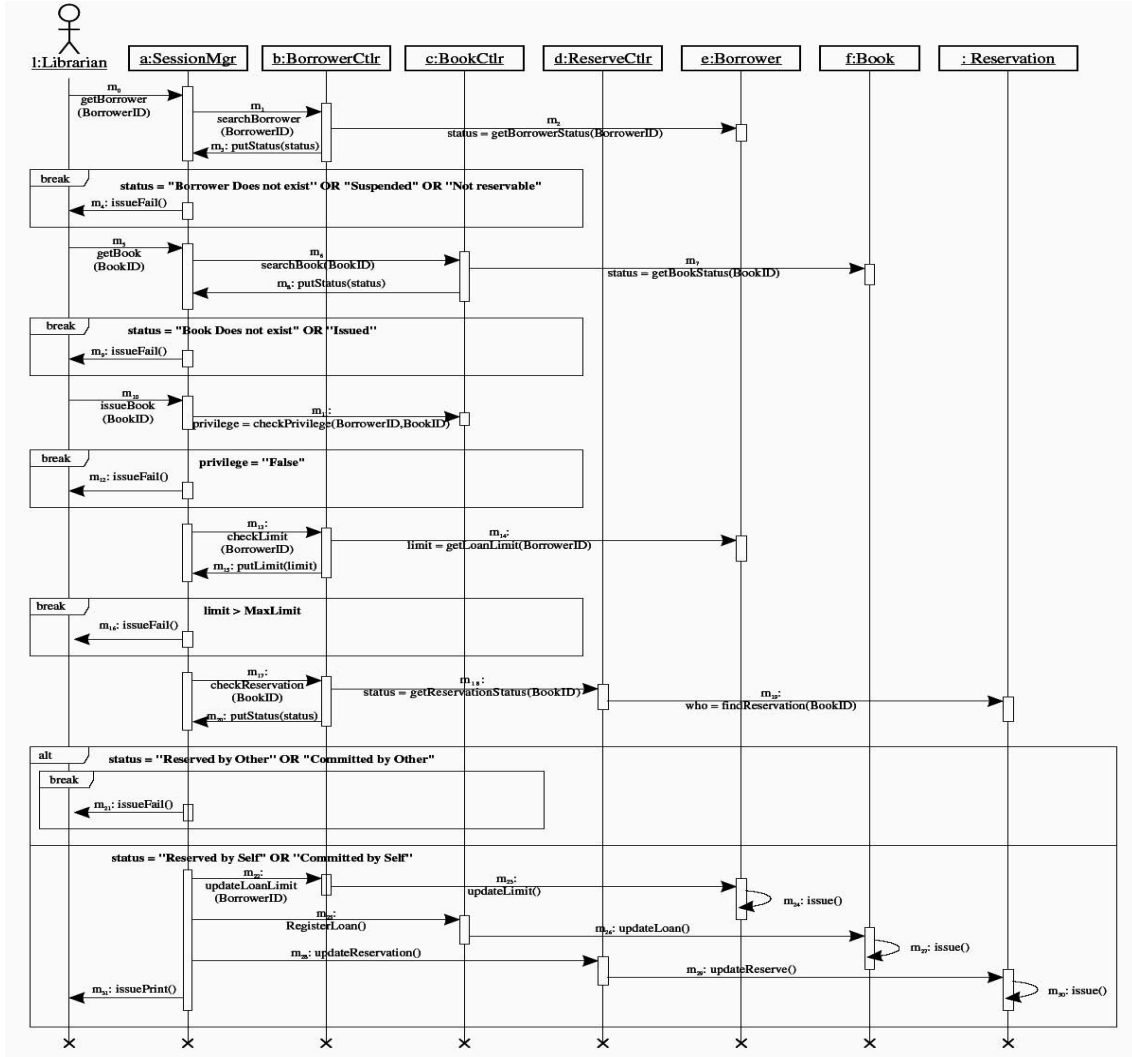 l:Librarian
a:SessionMgr
b:BorrowerCtlr
c:BookCtlr
d:ReserveCtlr
e:Borrower
f:Book
: Reservation
m₀
getBorrower
(BorrowerID)
m₁
searchBorrower
(BorrowerID)
m₂
status = getBorrowerStatus(BorrowerID)
m₃: putStatus(status)
break
status = "Borrower Does not exist" OR "Suspended" OR "Not reservable"
m₄: issueFail()
m₅
getBook
(BookID)
m₆
searchBook(BookID)
m₇
status = getBookStatus(BookID)
m₈: putStatus(status)
break
status = "Book Does not exist" OR "Issued"
m₉: issueFail()
m₁₀
issueBook
(BookID)
m₁₁:
privilege = checkPrivilege(BorrowerID,BookID)
break
privilege = "False"
m₁₂: issueFail()
m₁₃:
checkLimit
(BorrowerID)
m₁₄:
limit = getLoanLimit(BorrowerID)
m₁₅: putLimit(limit)
break
limit > MaxLimit
m₁₆: issueFail()
m₁₇:
checkReservation
(BookID)
m₁₈:
status = getReservationStatus(BookID)
m₁₉:
who = findReservation(BookID)
m₂₀: putStatus(status)
alt
status = "Reserved by Other" OR "Committed by Other"
break
m₂₁: issueFail()
status = "Reserved by Self" OR "Committed by Self"
m₂₂:
updateLoanLimit
(BorrowerID)
m₂₃:
updateLimit()
m₂₄: issue()
RegisterLoan()
m₂₆: updateLoan()
m₂₇: issue()
m₂₈: updateReservation()
m₂₉: updateReserve()
m₃₀: issue()
m₃₁: issuePrint()